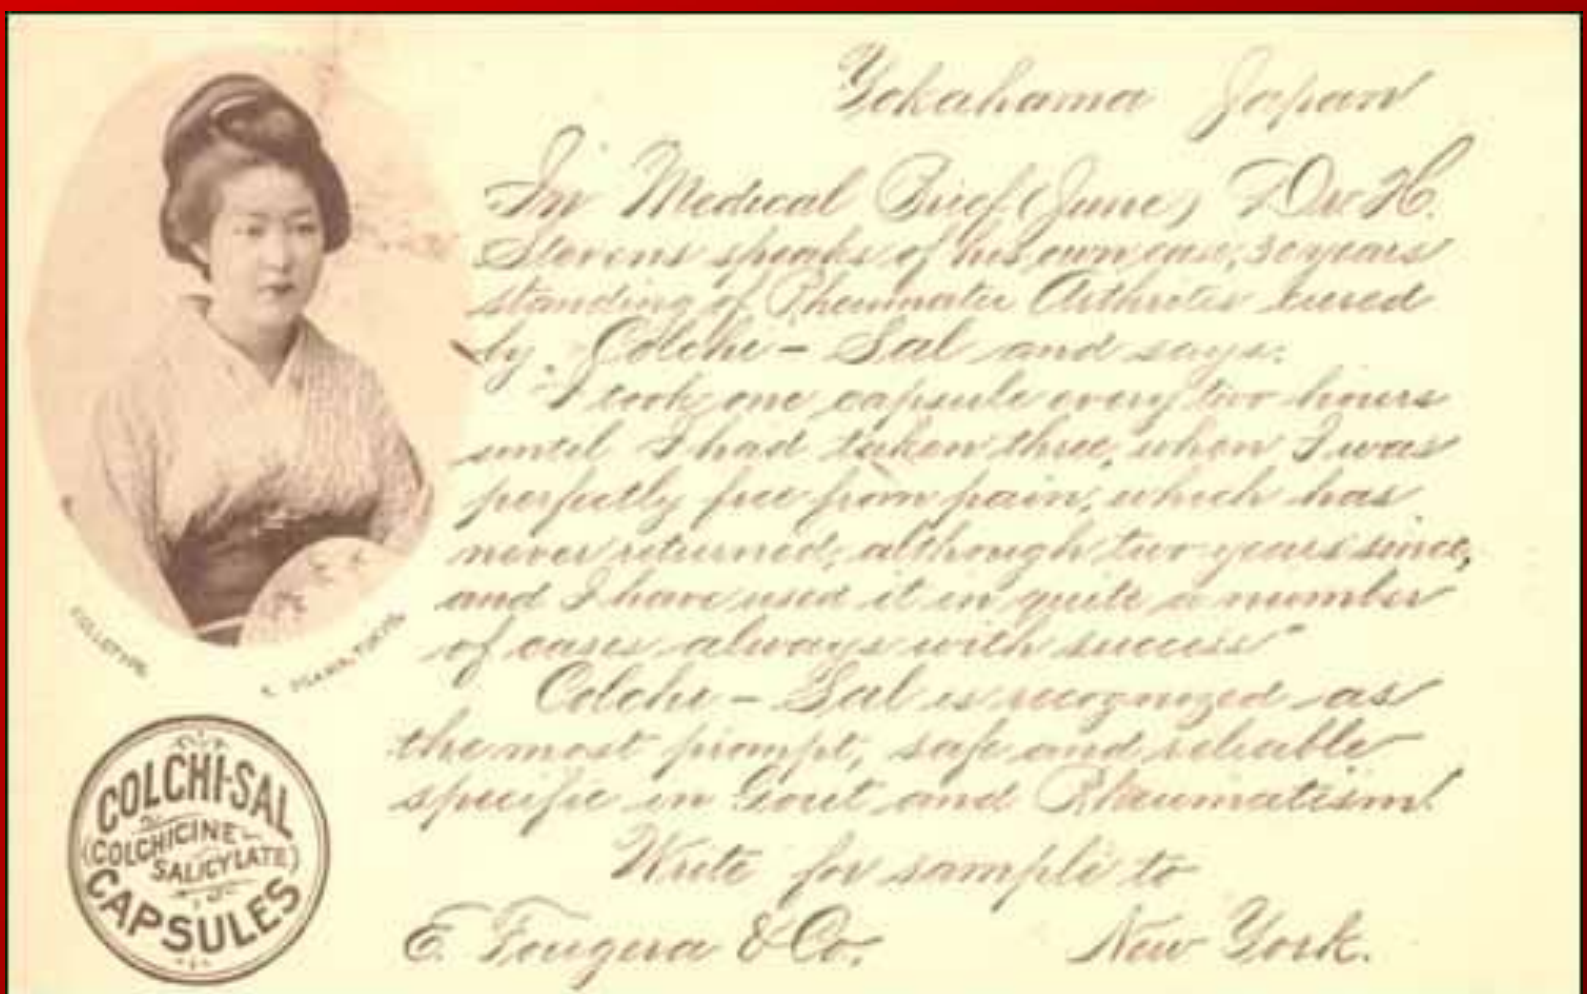 Yokahama Japan
In Medical Brief (June) Dr. H.
Stevens speaks of his own case, 30 years
standing of Rheumatic Arthritis cured
by Colchi-Sal and says:
"I took one capsule every two hours
until I had taken three, when I was
perfectly free from pain, which has
never returned, although two years since,
and I have used it in quite a number
of cases always with success"
Colchi-Sal is recognized as
the most prompt, safe and reliable
specific in Gout and Rheumatism.
Write for sample to
E. Fougera & Co. New York.
COLLOTYPE
OGAWA, TOKYO.
COLCHI-SAL
(COLCHICINE
SALICYLATE)
CAPSULES